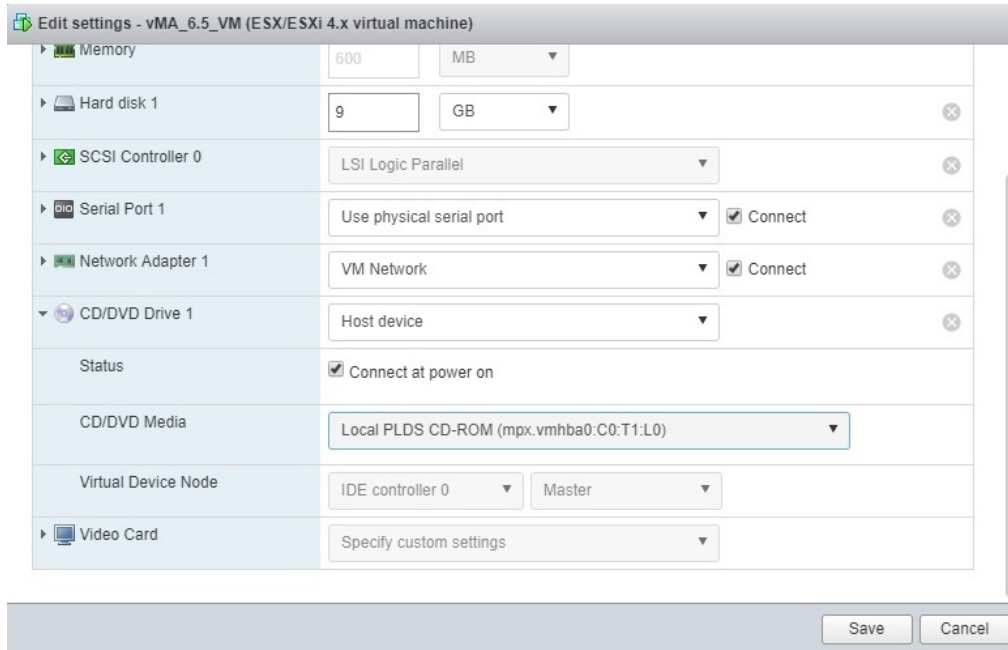 Edit settings - vMA_6.5_VM (ESX/ESXi 4.x virtual machine)
Memory 600 MB
Hard disk 1 9 GB
SCSI Controller 0 LSI Logic Parallel
Serial Port 1 Use physical serial port Connect
Network Adapter 1 VM Network Connect
CD/DVD Drive 1 Host device
Status Connect at power on
CD/DVD Media Local PLDS CD-ROM (mpx.vmhba0:C0:T1:L0)
Virtual Device Node IDE controller 0 Master
Video Card Specify custom settings
Save Cancel